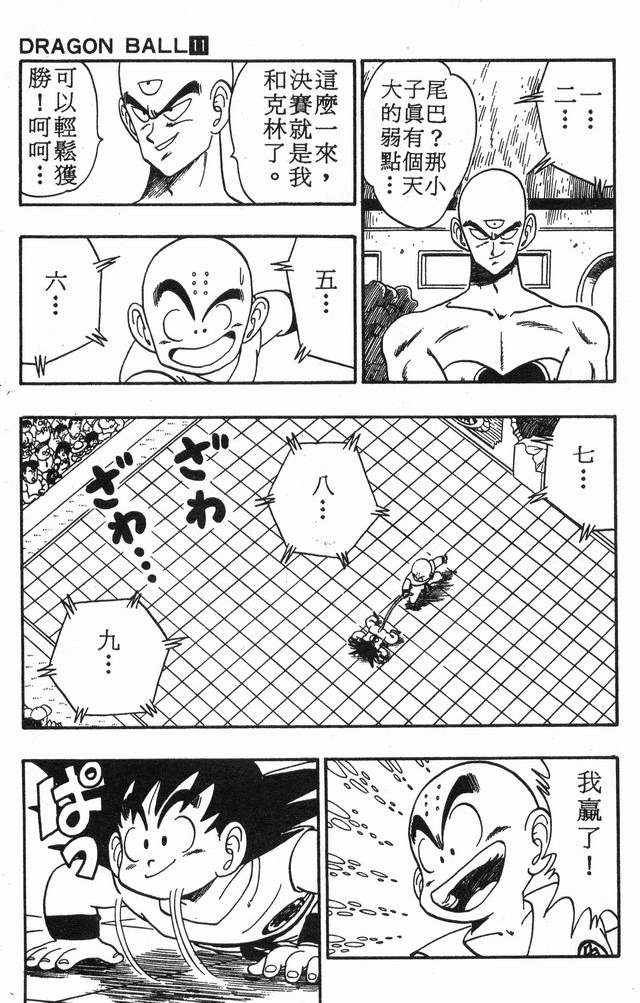 DRAGON BALL 11
一…
二…
尾巴？那小
子真有個天
大的弱點…
這麼一來，
決賽就是我
和克林了。
可以輕鬆獲
勝！呵呵…
五…
六…
七…
八…
ざわ
ざわ…
九…
我贏了！
ぱっ